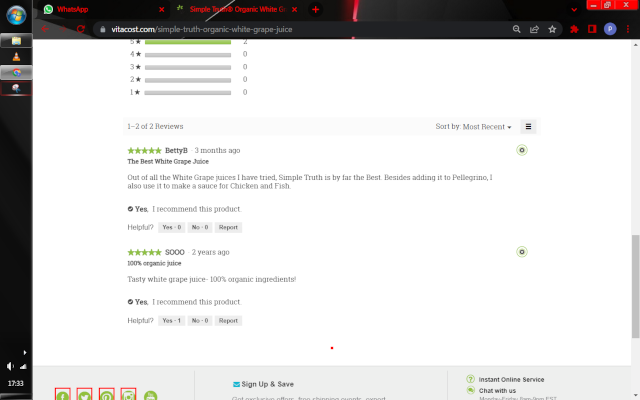 WhatsApp
Simple Truth® Organic White Gr
vitacost.com/simple-truth-organic-white-grape-juice
P
5★ 2
4★ 0
3★ 0
2★ 0
1★ 0
1–2 of 2 Reviews
Sort by: Most Recent
★★★★★ BettyB · 3 months ago
The Best White Grape Juice
Out of all the White Grape juices I have tried, Simple Truth is by far the Best. Besides adding it to Pellegrino, I
also use it to make a sauce for Chicken and Fish.
Yes, I recommend this product.
Helpful? Yes · 0 No · 0 Report
★★★★★ SOOO · 2 years ago
100% organic juice
Tasty white grape juice- 100% organic ingredients!
Yes, I recommend this product.
Helpful? Yes · 1 No · 0 Report
17:33
Sign Up & Save
Get exclusive offers, free shipping events, expert
Instant Online Service
Chat with us
Monday-Friday 8am-9pm EST